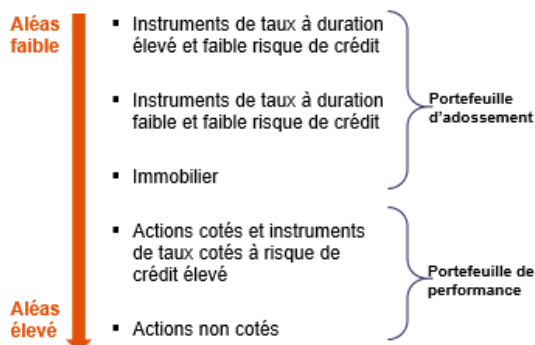 Aléas
faible
▪ Instruments de taux à duration
élevé et faible risque de crédit
▪ Instruments de taux à duration
faible et faible risque de crédit
▪ Immobilier
Portefeuille
d'adossement
▪ Actions cotés et instruments
de taux cotés à risque de
crédit élevé
▪ Actions non cotés
Portefeuille de
performance
Aléas
élevé